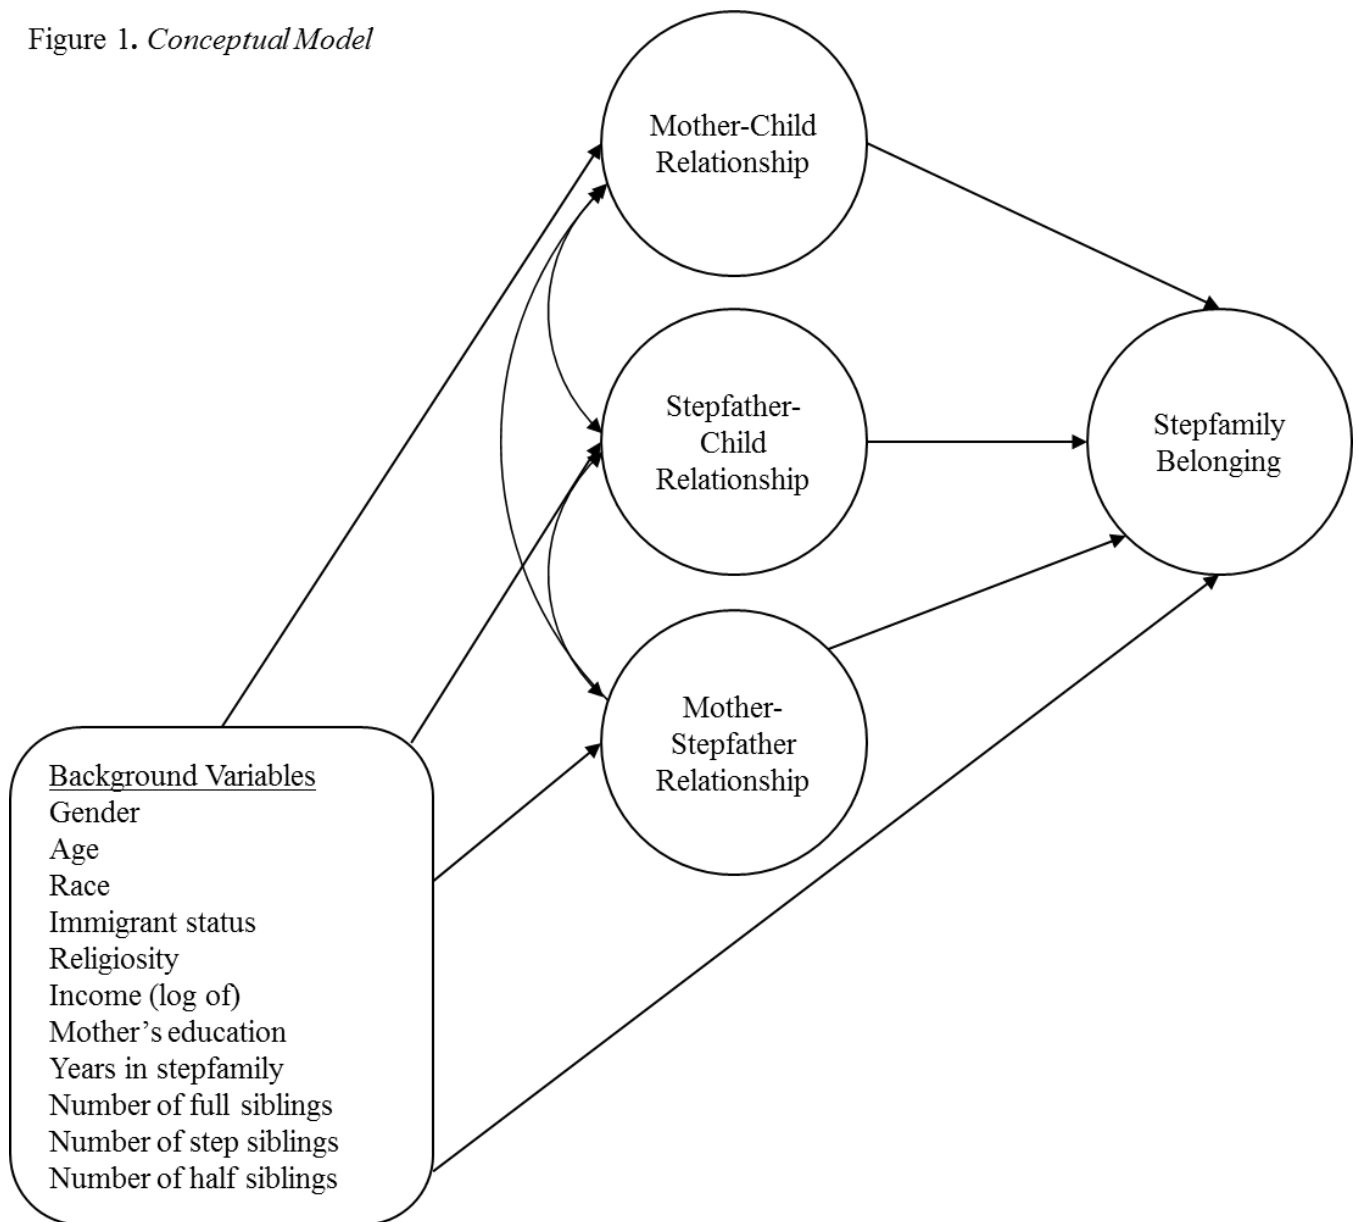 Figure 1. Conceptual Model
Mother-Child
Relationship
Stepfather-
Child
Relationship
Stepfamily
Belonging
Mother-
Stepfather
Relationship
Background Variables
Gender
Age
Race
Immigrant status
Religiosity
Income (log of)
Mother’s education
Years in stepfamily
Number of full siblings
Number of step siblings
Number of half siblings